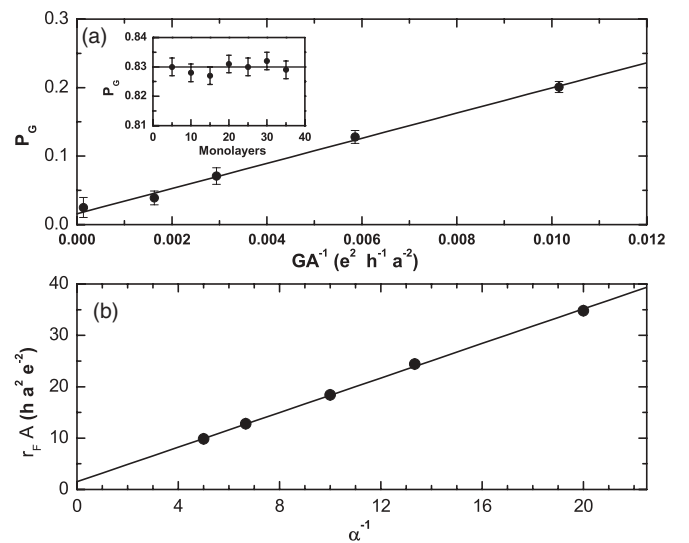 (a)
0.3
0.2
0.1
0.0
P_G
0.84
0.83
0.82
0.81
P_G
0 10 20 30 40
Monolayers
0.000 0.002 0.004 0.006 0.008 0.010 0.012
GA⁻¹ (e² h⁻¹ a⁻²)
(b)
40
30
20
10
0
r_F A (h a² e⁻²)
0 4 8 12 16 20
α⁻¹